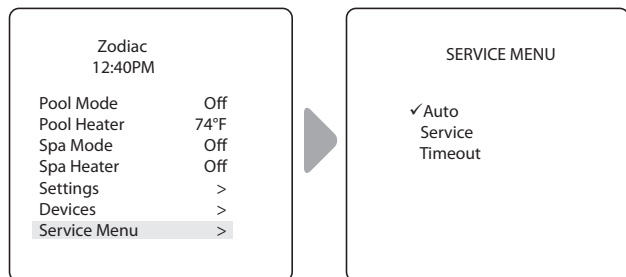 Zodiac
12:40PM
Pool Mode Off
Pool Heater 74°F
Spa Mode Off
Spa Heater Off
Settings >
Devices >
Service Menu >
SERVICE MENU
✓Auto
Service
Timeout